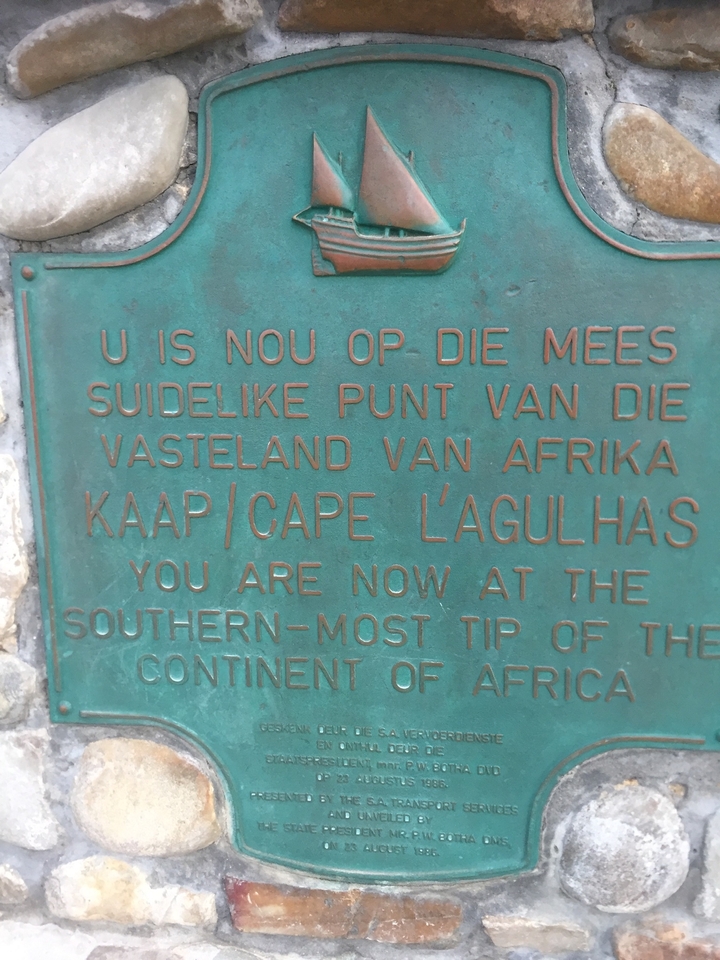 U IS NOU OP DIE MEES
SUIDELIKE PUNT VAN DIE
VASTELAND VAN AFRIKA
KAAP/CAPE L'AGULHAS
YOU ARE NOW AT THE
SOUTHERN-MOST TIP OF THE
CONTINENT OF AFRICA
GESKENK DEUR DIE S.A. VERVOERDIENSTE
EN ONTHUL DEUR DIE
STAATSPRESIDENT, mnr. P.W. BOTHA DVD
OP 23 AUGUSTUS 1986.
PRESENTED BY THE S.A. TRANSPORT SERVICES
AND UNVEILED BY
THE STATE PRESIDENT MR. P.W. BOTHA DMS,
ON 23 AUGUST 1986.